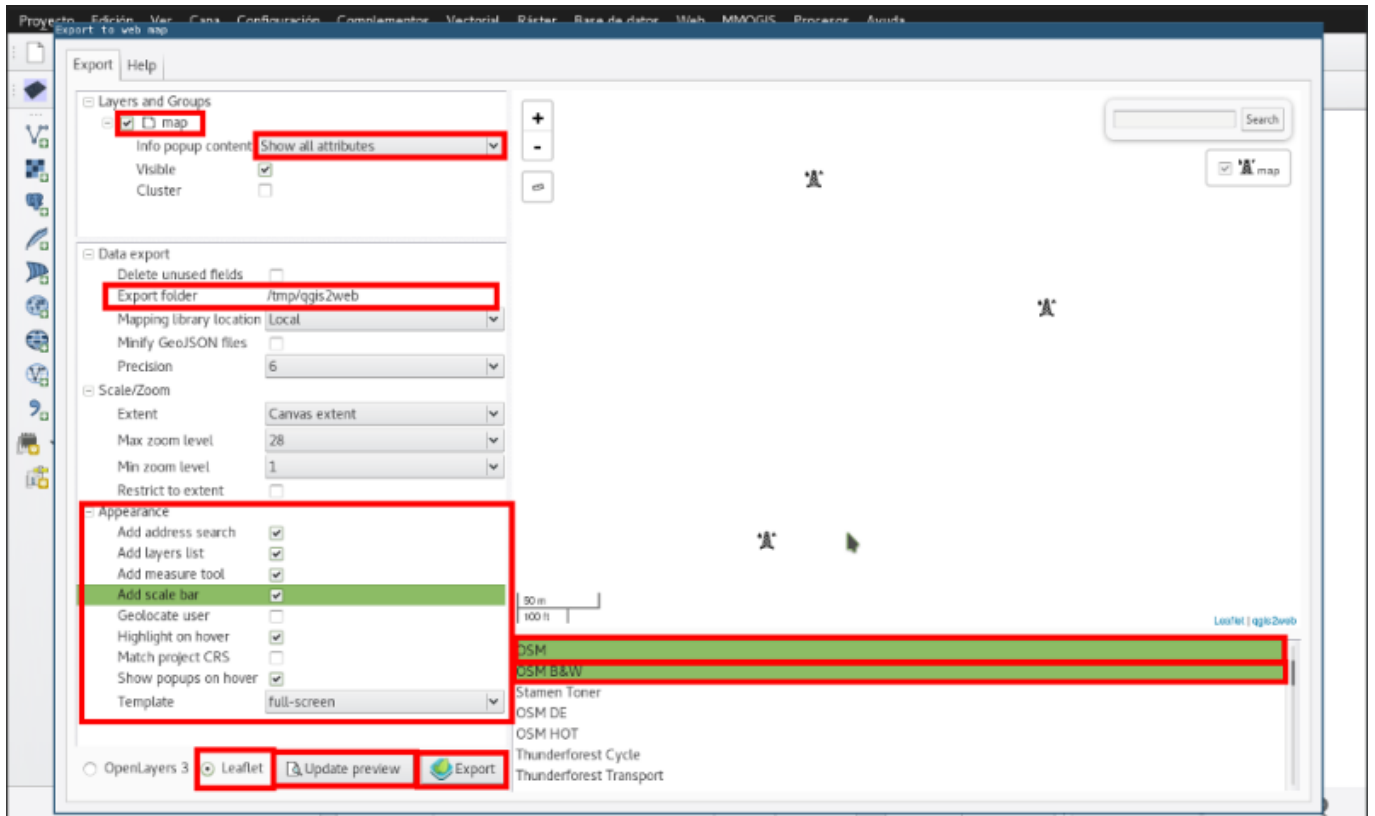 Proyecto Edición Ver Capa Configuración Complementos Vectorial Ráster Base de datos Web MMQGIS Procesos Ayuda
Export to web map
Export Help
Layers and Groups
map
Info popup content Show all attributes
Visible
Cluster
Data export
Delete unused fields
Export folder /tmp/qgis2web
Mapping library location Local
Minify GeoJSON files
Precision 6
Scale/Zoom
Extent Canvas extent
Max zoom level 28
Min zoom level 1
Restrict to extent
Appearance
Add address search
Add layers list
Add measure tool
Add scale bar
Geolocate user
Highlight on hover
Match project CRS
Show popups on hover
Template full-screen
OpenLayers 3 Leaflet Update preview Export
+
-
Search
map
50 m
100 ft
Leaflet | qgis2web
OSM
OSM B&W
Stamen Toner
OSM DE
OSM HOT
Thunderforest Cycle
Thunderforest Transport